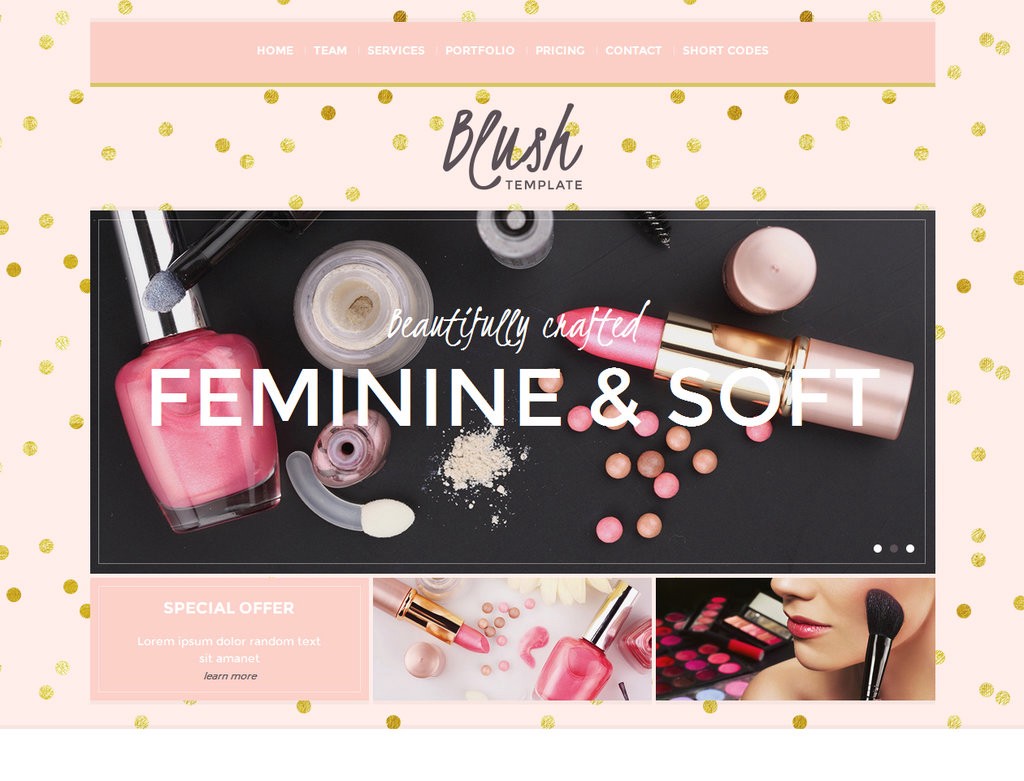 HOME TEAM SERVICES PORTFOLIO PRICING CONTACT SHORT CODES
Blush
TEMPLATE
Beautifully crafted
FEMININE & SOFT
SPECIAL OFFER
Lorem ipsum dolor random text
sit amanet
learn more